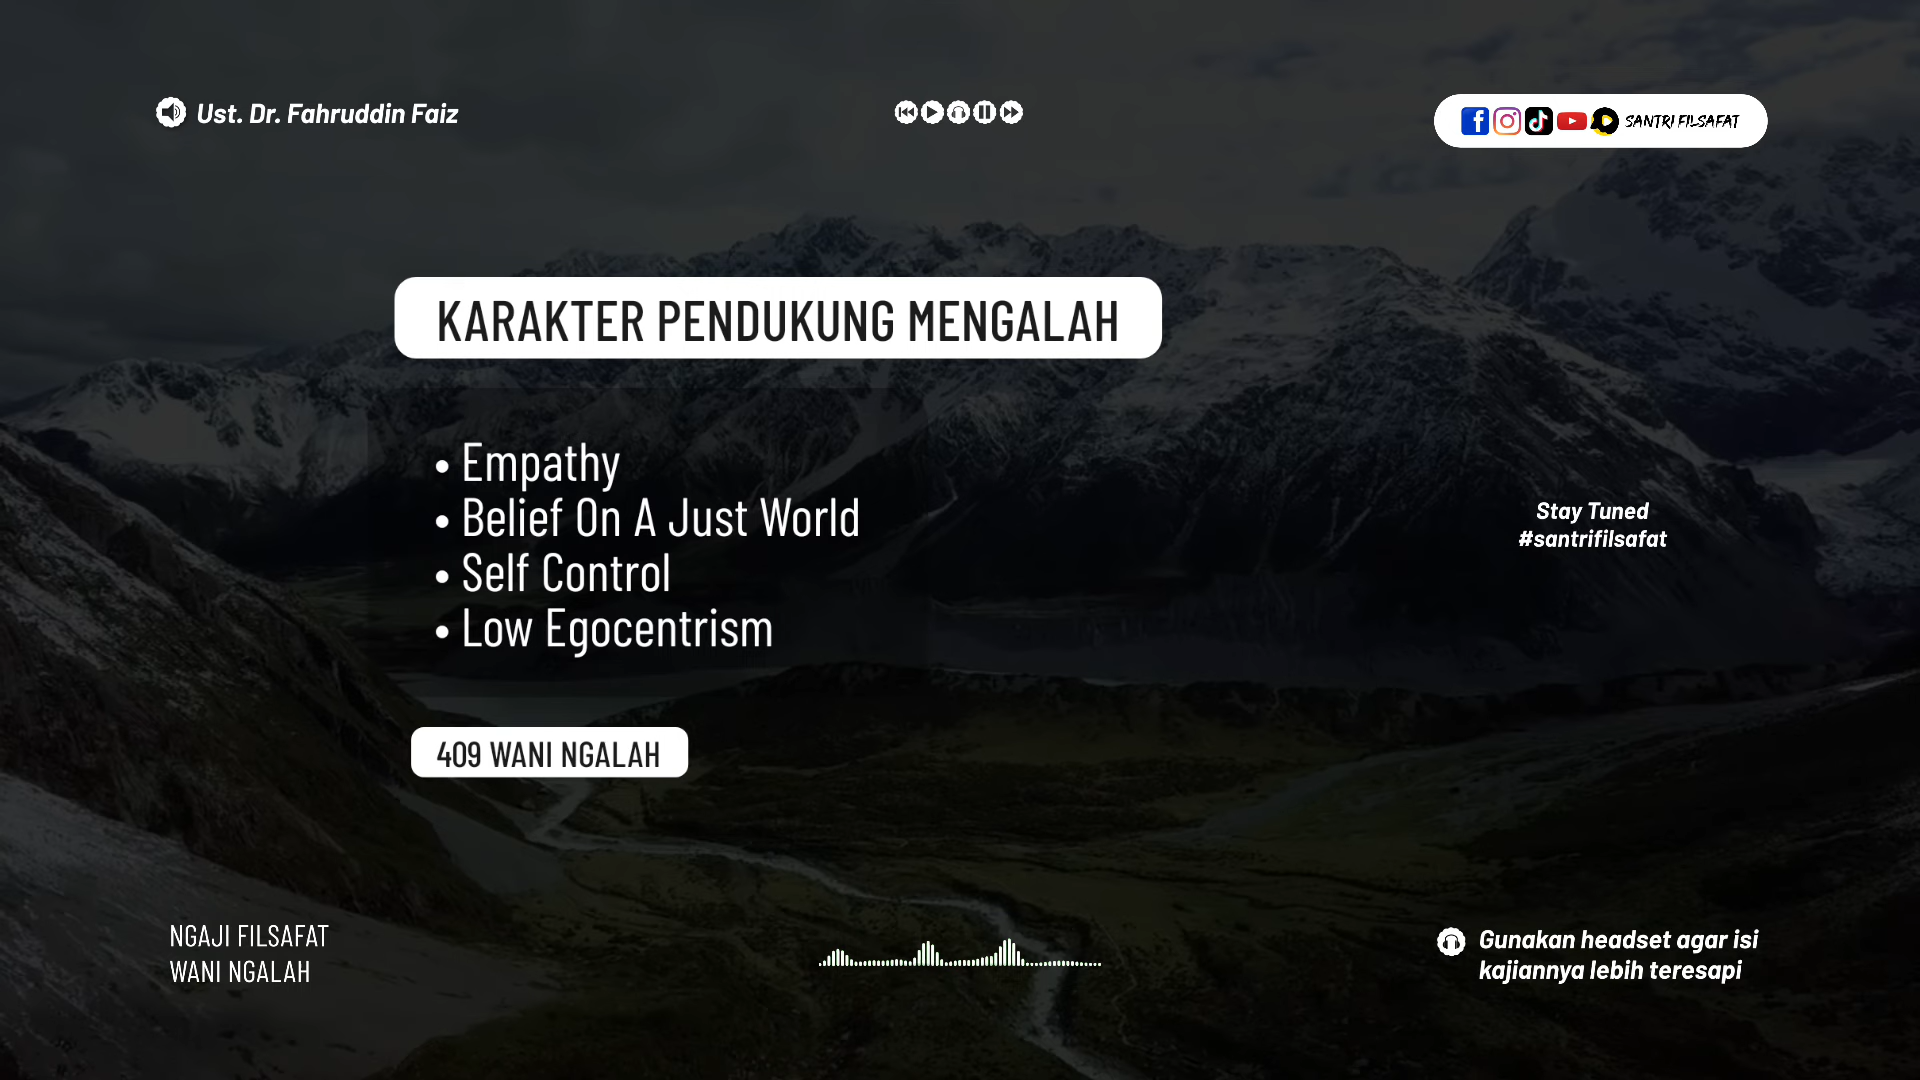 Ust. Dr. Fahruddin Faiz
SANTRI FILSAFAT
KARAKTER PENDUKUNG MENGALAH
• Empathy
• Belief On A Just World
• Self Control
• Low Egocentrism
Stay Tuned
#santrifilsafat
409 WANI NGALAH
NGAJI FILSAFAT
WANI NGALAH
Gunakan headset agar isi
kajiannya lebih teresapi